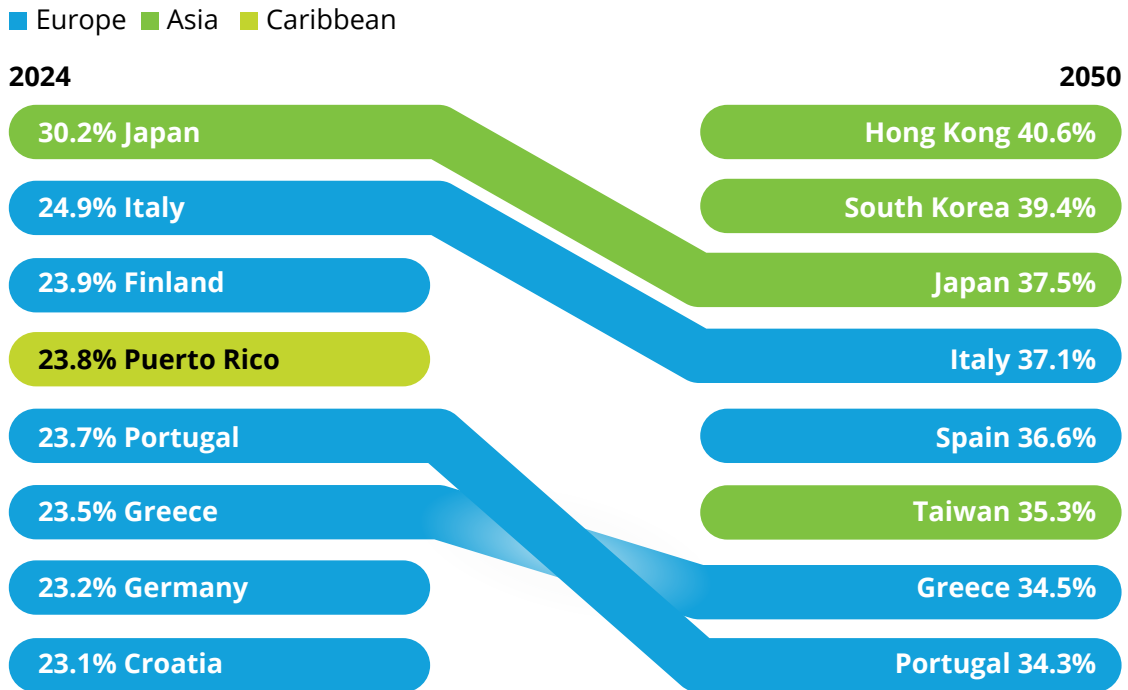 Europe Asia Caribbean
2024 2050
30.2% Japan Hong Kong 40.6%
24.9% Italy South Korea 39.4%
23.9% Finland Japan 37.5%
23.8% Puerto Rico Italy 37.1%
23.7% Portugal Spain 36.6%
23.5% Greece Taiwan 35.3%
23.2% Germany Greece 34.5%
23.1% Croatia Portugal 34.3%